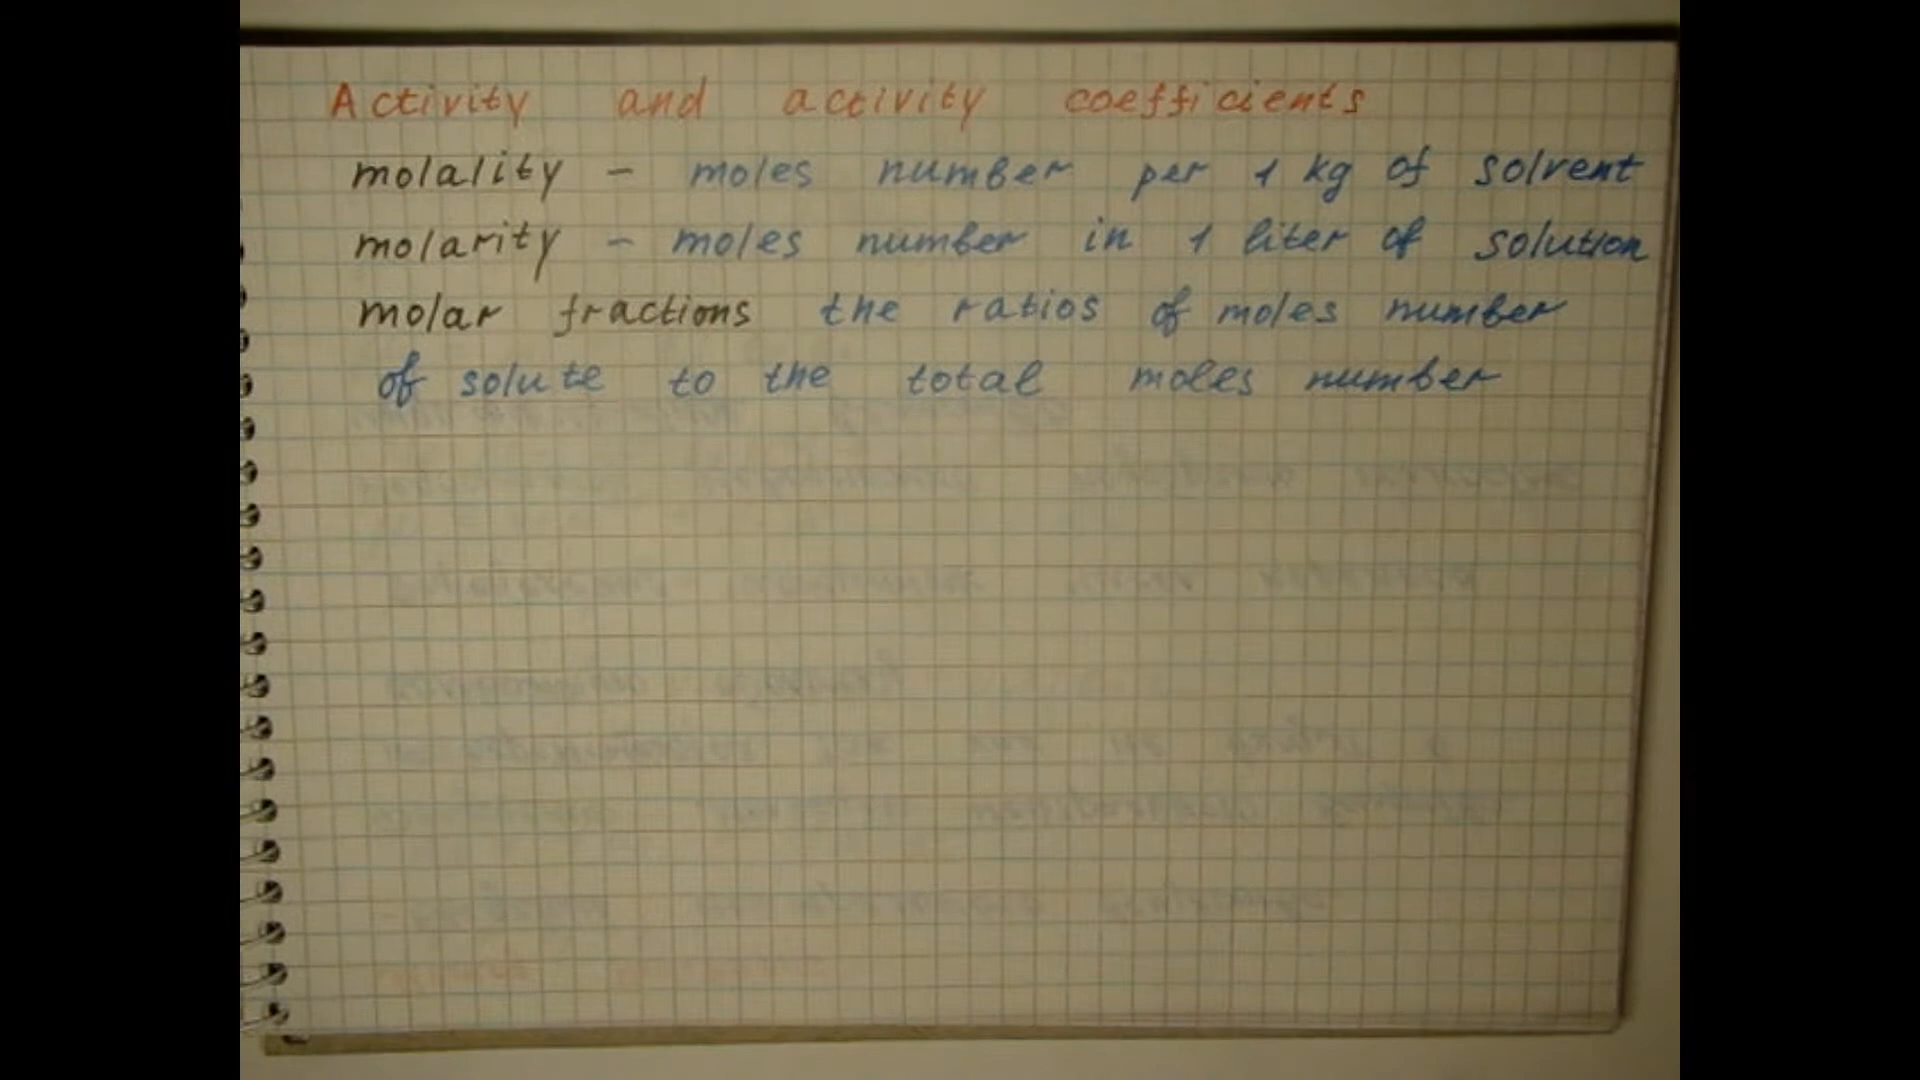 Activity and activity coefficients
molality - moles number per 1 kg of solvent
molarity - moles number in 1 liter of solution
molar fractions the ratios of moles number
of solute to the total moles number